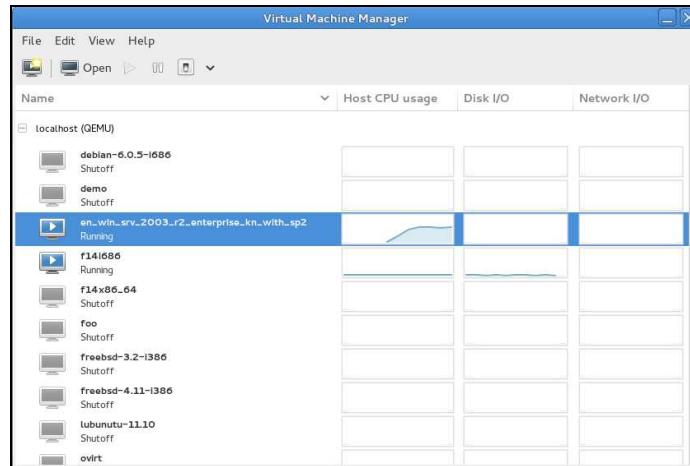 Virtual Machine Manager
File Edit View Help
Open
Name Host CPU usage Disk I/O Network I/O
localhost (QEMU)
debian-6.0.5-i686
Shutoff
demo
Shutoff
en_win_srv_2003_r2_enterprise_kn_with_sp2
Running
f14i686
Running
f14x86_64
Shutoff
foo
Shutoff
freebsd-3.2-i386
Shutoff
freebsd-4.11-i386
Shutoff
lubunutu-11.10
Shutoff
ovirt